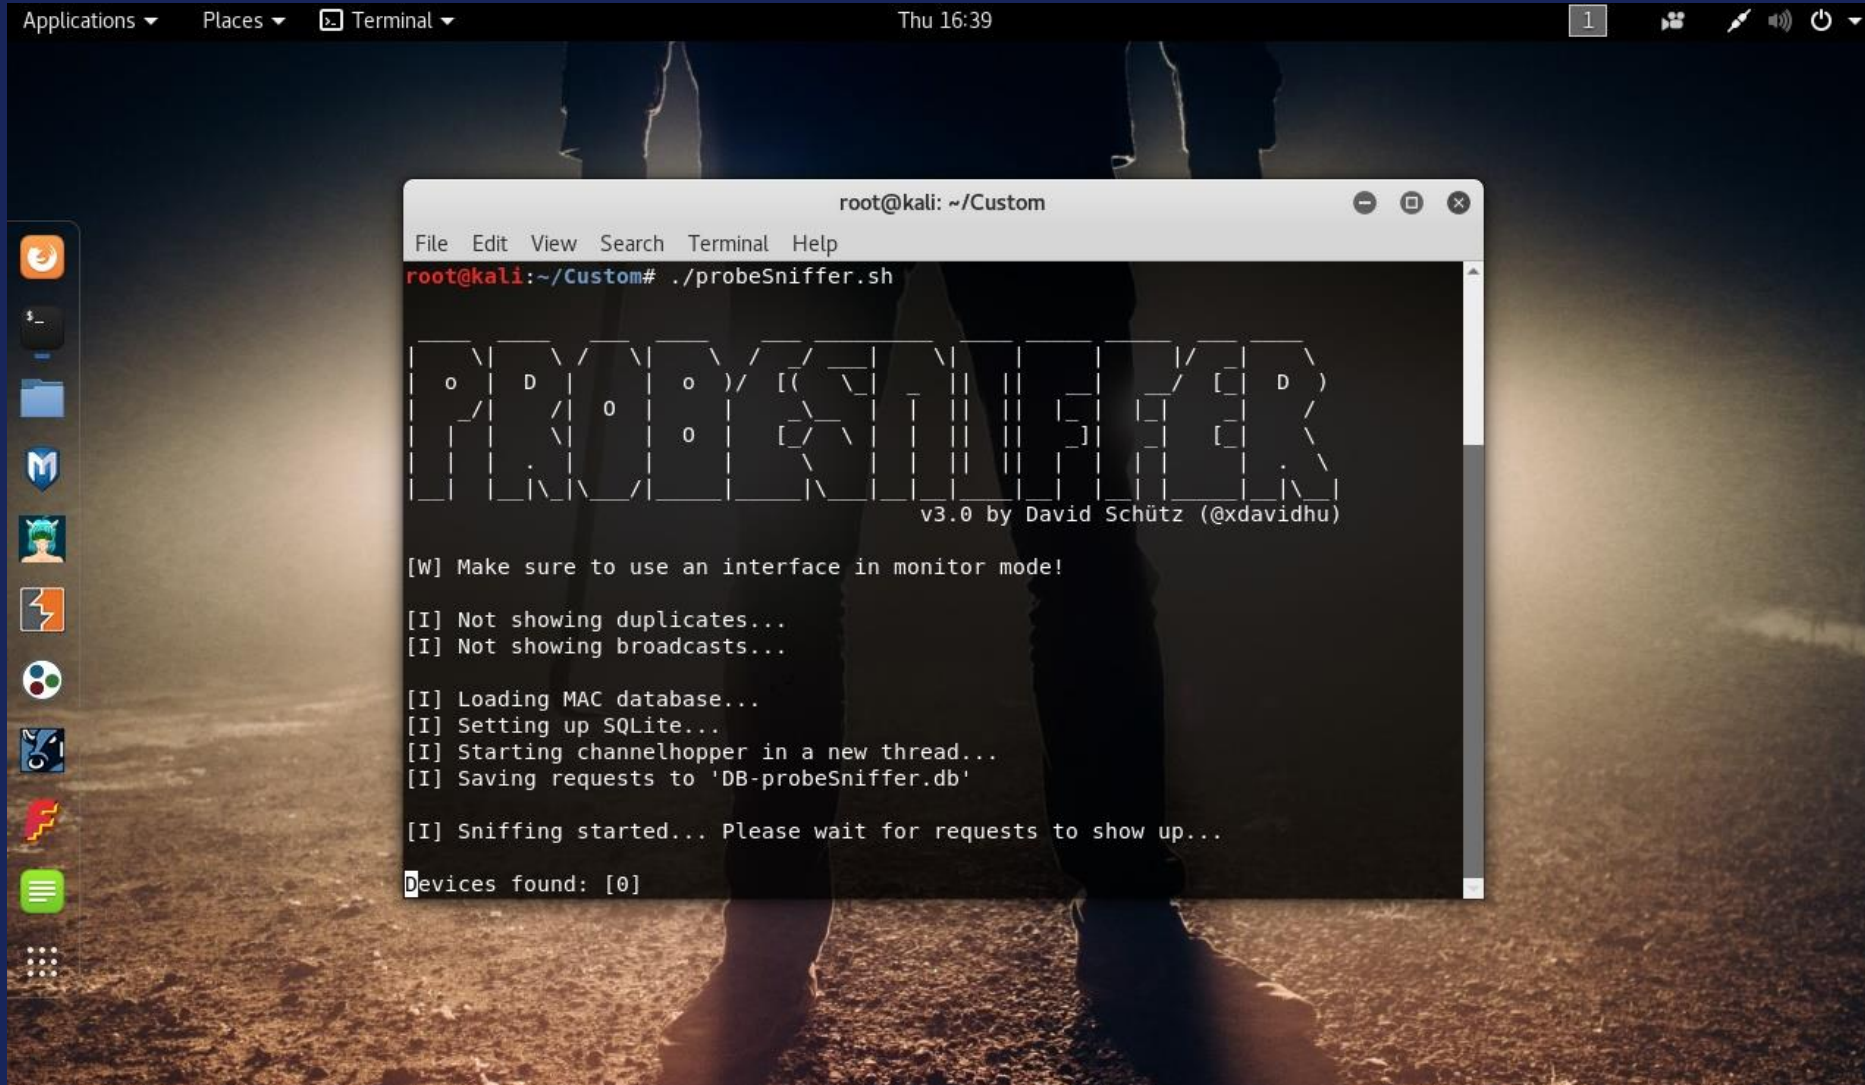 Applications Places Terminal Thu 16:39 1
root@kali: ~/Custom
File Edit View Search Terminal Help
root@kali:~/Custom# ./probeSniffer.sh
PROBESNIFFER
v3.0 by David Schütz (@xdavidhu)
[W] Make sure to use an interface in monitor mode!
[I] Not showing duplicates...
[I] Not showing broadcasts...
[I] Loading MAC database...
[I] Setting up SQLite...
[I] Starting channelhopper in a new thread...
[I] Saving requests to 'DB-probeSniffer.db'
[I] Sniffing started... Please wait for requests to show up...
Devices found: [0]